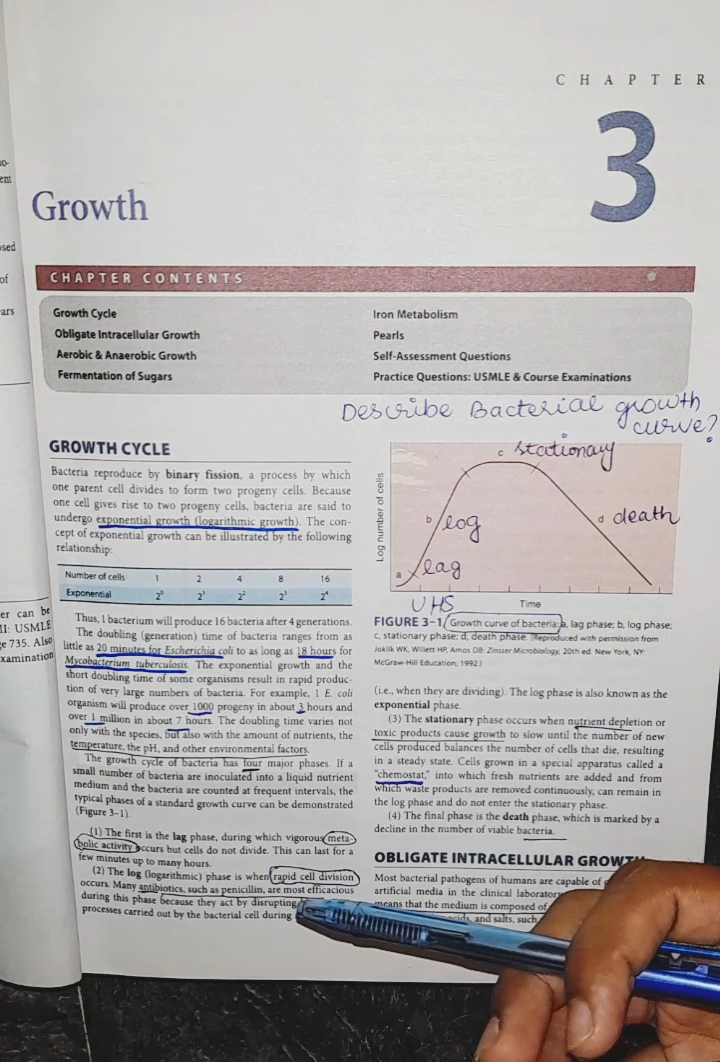 CHAPTER
3
Growth
CHAPTER CONTENTS
Growth Cycle
Obligate Intracellular Growth
Aerobic & Anaerobic Growth
Fermentation of Sugars
Iron Metabolism
Pearls
Self-Assessment Questions
Practice Questions: USMLE & Course Examinations
Describe Bacterial growth
curve?
GROWTH CYCLE
Bacteria reproduce by binary fission, a process by which
one parent cell divides to form two progeny cells. Because
one cell gives rise to two progeny cells, bacteria are said to
undergo exponential growth (logarithmic growth). The con-
cept of exponential growth can be illustrated by the following
relationship:
Number of cells 1 2 4 8 16
Exponential 2⁰ 2¹ 2² 2³ 2⁴
Thus, 1 bacterium will produce 16 bacteria after 4 generations.
The doubling (generation) time of bacteria ranges from as
little as 20 minutes for Escherichia coli to as long as 18 hours for
Mycobacterium tuberculosis. The exponential growth and the
short doubling time of some organisms result in rapid produc-
tion of very large numbers of bacteria. For example, 1 E. coli
organism will produce over 1000 progeny in about 3 hours and
over 1 million in about 7 hours. The doubling time varies not
only with the species, but also with the amount of nutrients, the
temperature, the pH, and other environmental factors.
The growth cycle of bacteria has four major phases. If a
small number of bacteria are inoculated into a liquid nutrient
medium and the bacteria are counted at frequent intervals, the
typical phases of a standard growth curve can be demonstrated
(Figure 3-1).
(1) The first is the lag phase, during which vigorous meta-
bolic activity occurs but cells do not divide. This can last for a
few minutes up to many hours.
(2) The log (logarithmic) phase is when rapid cell division
occurs. Many antibiotics, such as penicillin, are most efficacious
during this phase because they act by disrupting
processes carried out by the bacterial cell during
Log number of cells
c stationary
b log
d death
a lag
UHS
Time
FIGURE 3-1 Growth curve of bacteria: a, lag phase; b, log phase;
c, stationary phase; d, death phase. (Reproduced with permission from
Joklik WK, Willett HP, Amos DB: Zinsser Microbiology, 20th ed. New York, NY:
McGraw-Hill Education; 1992.)
(i.e., when they are dividing). The log phase is also known as the
exponential phase.
(3) The stationary phase occurs when nutrient depletion or
toxic products cause growth to slow until the number of new
cells produced balances the number of cells that die, resulting
in a steady state. Cells grown in a special apparatus called a
"chemostat," into which fresh nutrients are added and from
which waste products are removed continuously, can remain in
the log phase and do not enter the stationary phase.
(4) The final phase is the death phase, which is marked by a
decline in the number of viable bacteria.
OBLIGATE INTRACELLULAR GROWTH
Most bacterial pathogens of humans are capable of
artificial media in the clinical
means that the medium is composed of
and salts, such
ent
used
of
ears
er can be
II: USMLE
e 735. Also
xamination